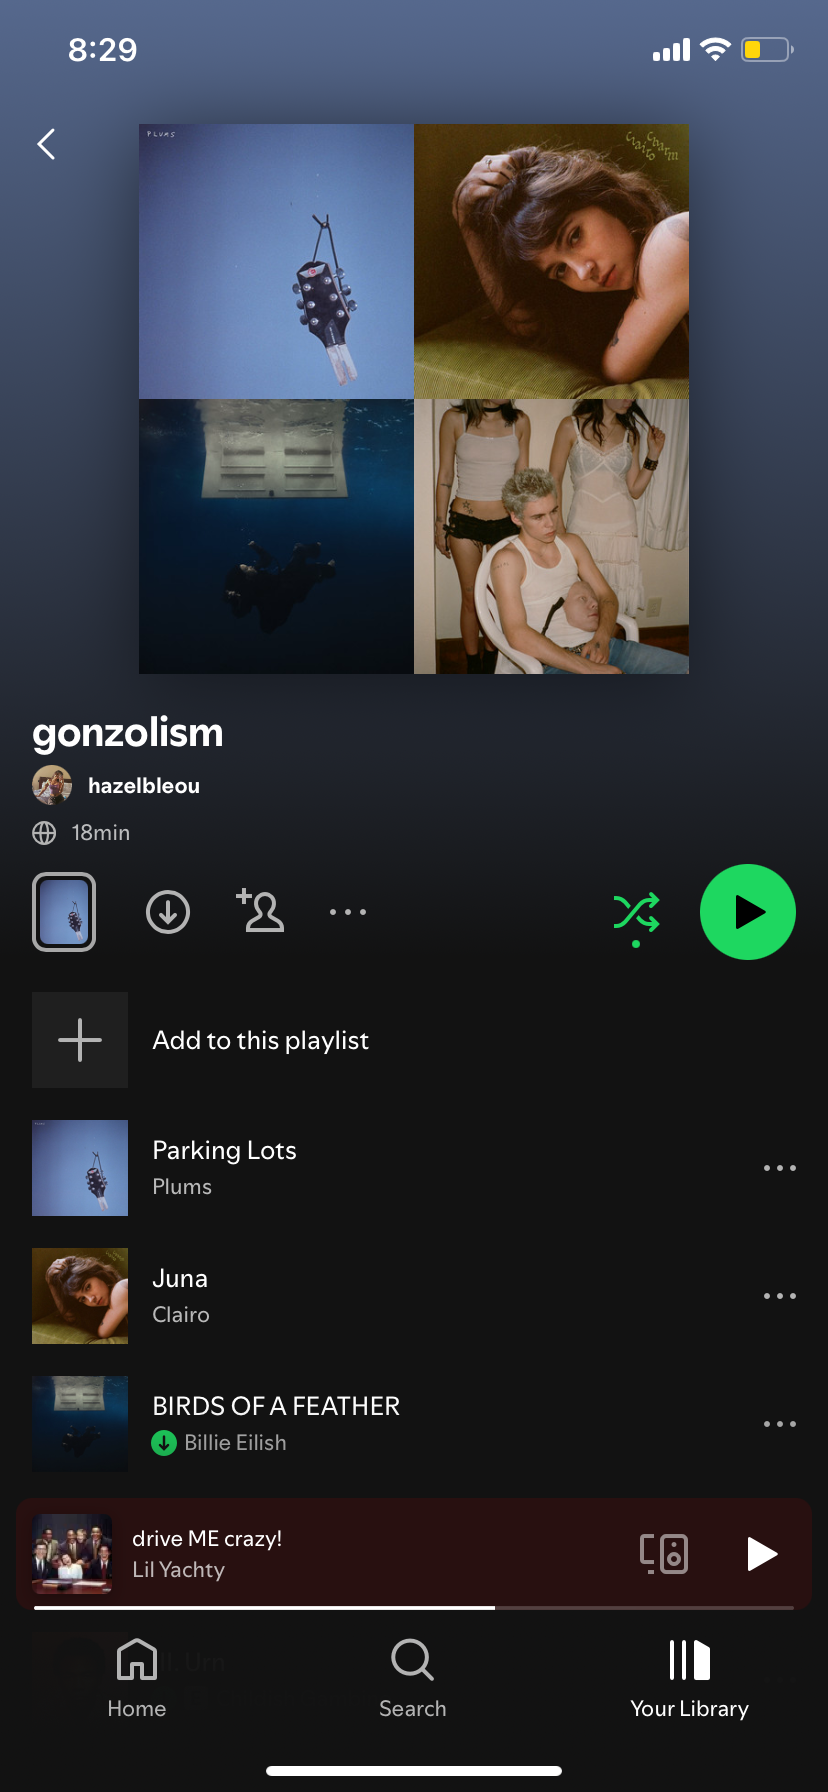 8:29
PLUMS
Clairo Charm
gonzolism
hazelbleou
18min
Add to this playlist
Parking Lots
Plums
Juna
Clairo
BIRDS OF A FEATHER
Billie Eilish
drive ME crazy!
Lil Yachty
Home
Search
Your Library